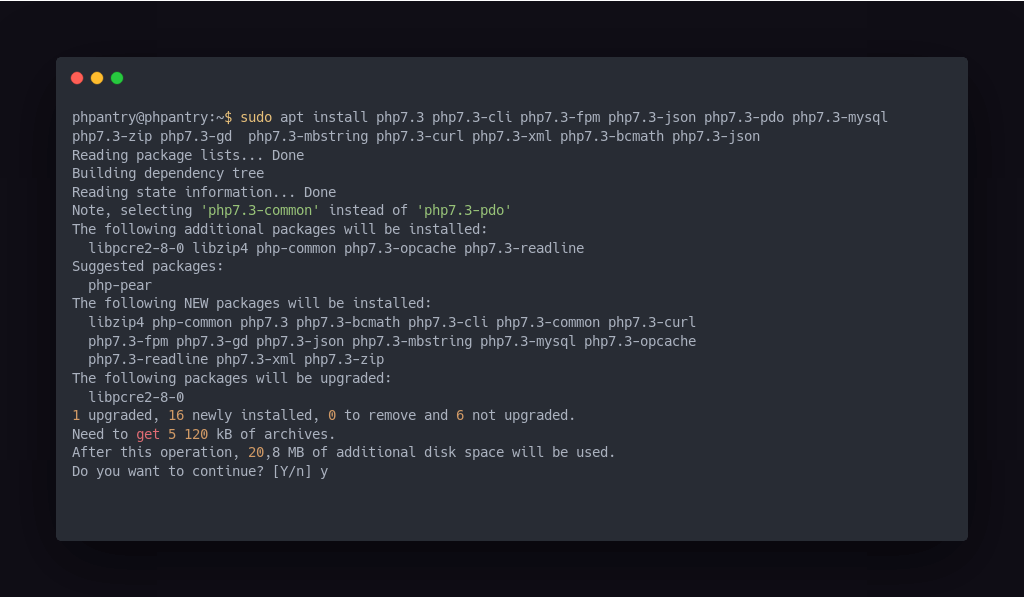 phpantry@phpantry:~$ sudo apt install php7.3 php7.3-cli php7.3-fpm php7.3-json php7.3-pdo php7.3-mysql
php7.3-zip php7.3-gd  php7.3-mbstring php7.3-curl php7.3-xml php7.3-bcmath php7.3-json
Reading package lists... Done
Building dependency tree
Reading state information... Done
Note, selecting 'php7.3-common' instead of 'php7.3-pdo'
The following additional packages will be installed:
  libpcre2-8-0 libzip4 php-common php7.3-opcache php7.3-readline
Suggested packages:
  php-pear
The following NEW packages will be installed:
  libzip4 php-common php7.3 php7.3-bcmath php7.3-cli php7.3-common php7.3-curl
  php7.3-fpm php7.3-gd php7.3-json php7.3-mbstring php7.3-mysql php7.3-opcache
  php7.3-readline php7.3-xml php7.3-zip
The following packages will be upgraded:
  libpcre2-8-0
1 upgraded, 16 newly installed, 0 to remove and 6 not upgraded.
Need to get 5 120 kB of archives.
After this operation, 20,8 MB of additional disk space will be used.
Do you want to continue? [Y/n] y